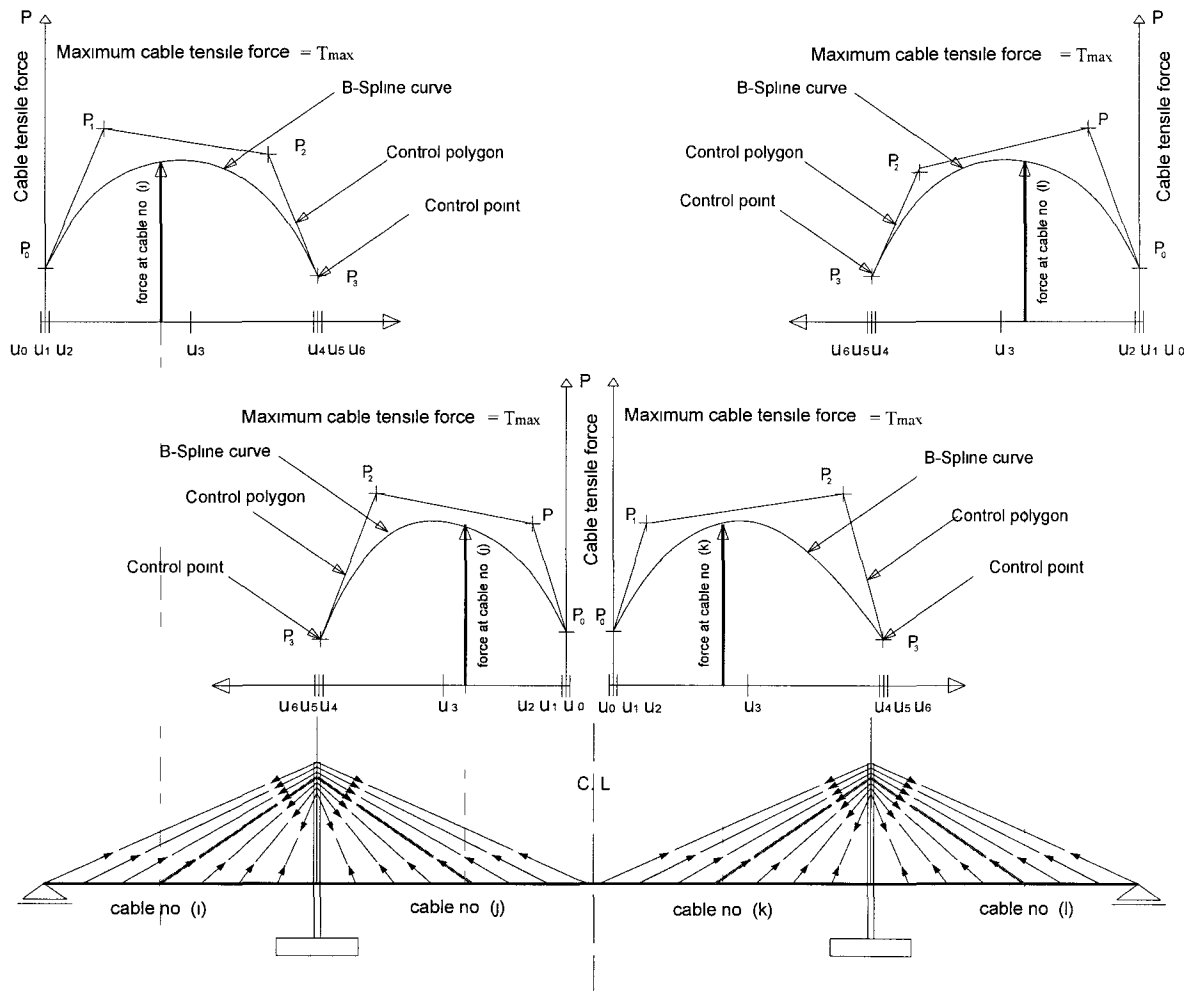 P
Cable tensile force
Maximum cable tensile force = Tmax
B-Spline curve
P1
P2
Control polygon
Control point
force at cable no (i)
P0
P3
u0 u1 u2
u3
u4 u5 u6
P
Cable tensile force
Maximum cable tensile force = Tmax
B-Spline curve
P
Control polygon
P2
Control point
force at cable no (l)
P0
P3
u6 u5 u4
u3
u2 u1 u0
P
Cable tensile force
Maximum cable tensile force = Tmax
B-Spline curve
P2
Control polygon
P
Control point
force at cable no (j)
P0
P3
u6 u5 u4
u3
u2 u1 u0
Maximum cable tensile force = Tmax
B-Spline curve
P2
P1
Control polygon
Control point
force at cable no (k)
P0
P3
u0 u1 u2
u3
u4 u5 u6
C L
cable no (i)
cable no (j)
cable no (k)
cable no (l)